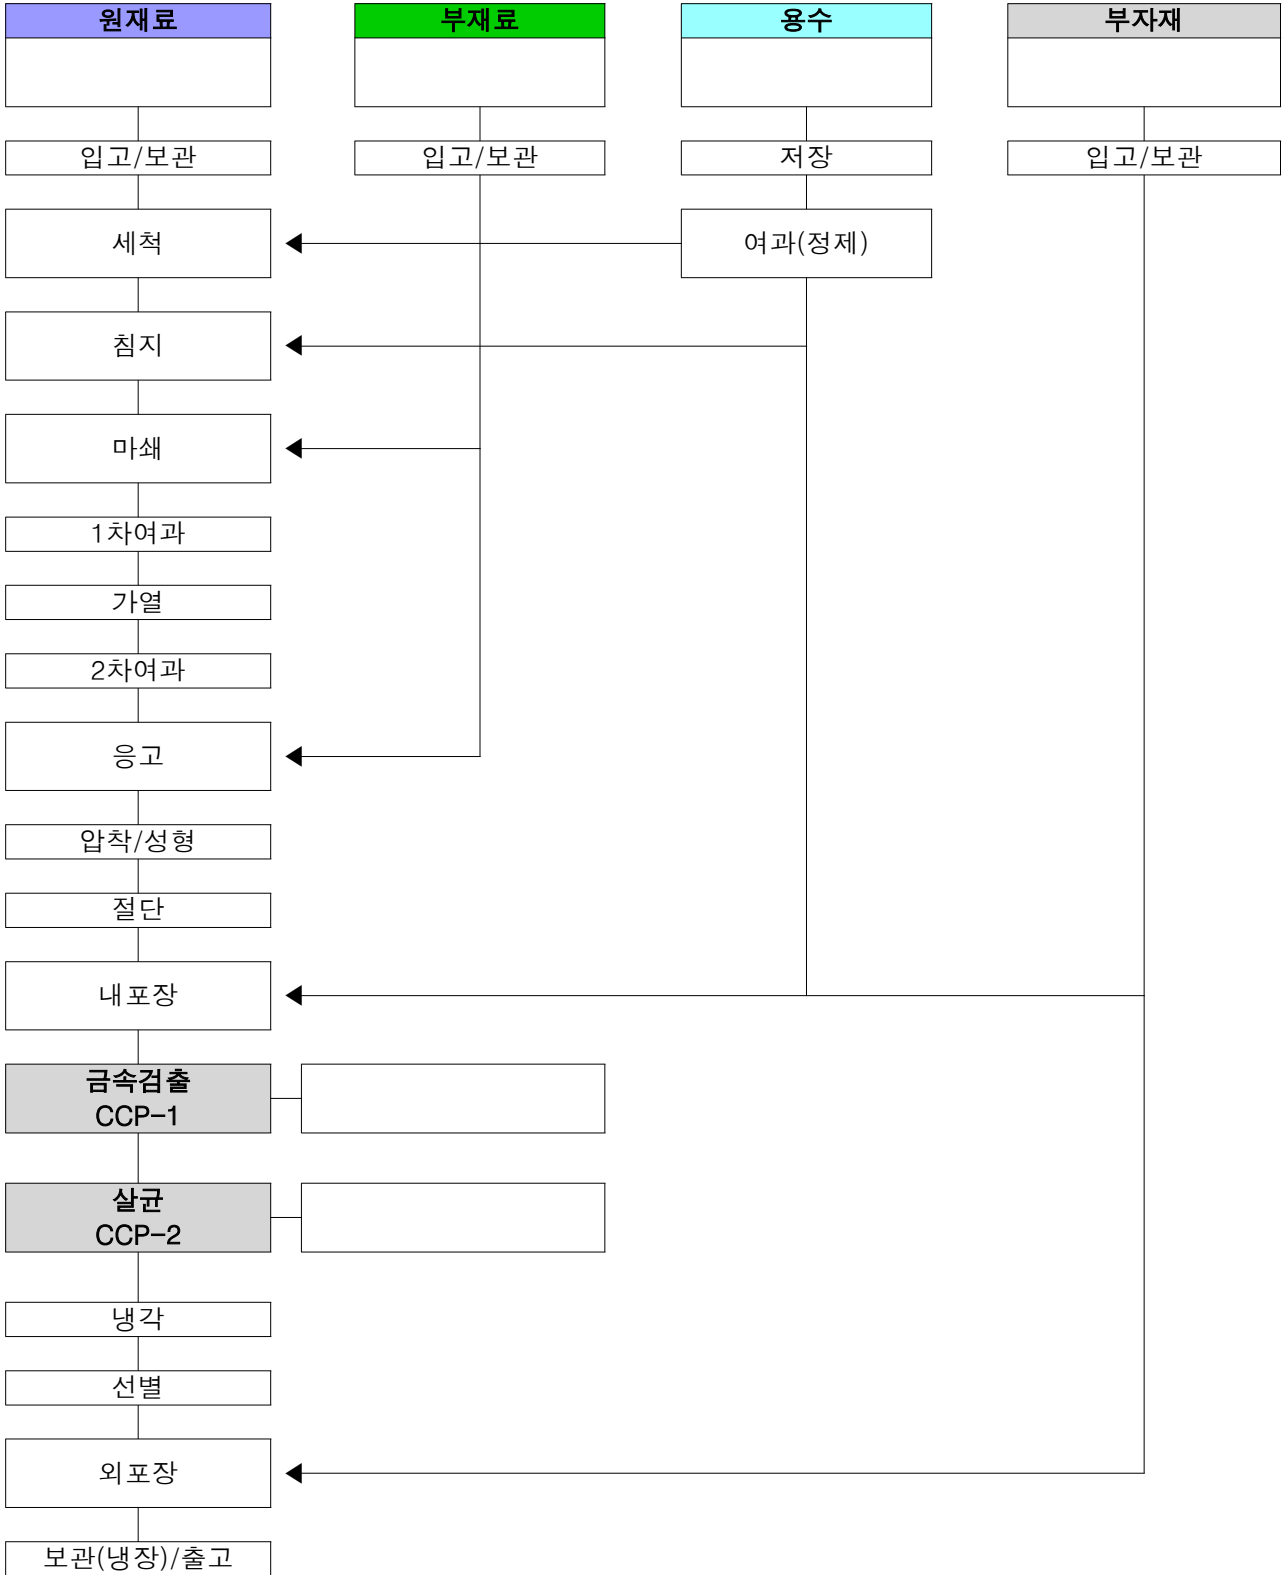 원재료
부재료
용수
부자재
입고/보관
입고/보관
저장
입고/보관
세척
여과(정제)
침지
마쇄
1차여과
가열
2차여과
응고
압착/성형
절단
내포장
금속검출
CCP-1
살균
CCP-2
냉각
선별
외포장
보관(냉장)/출고